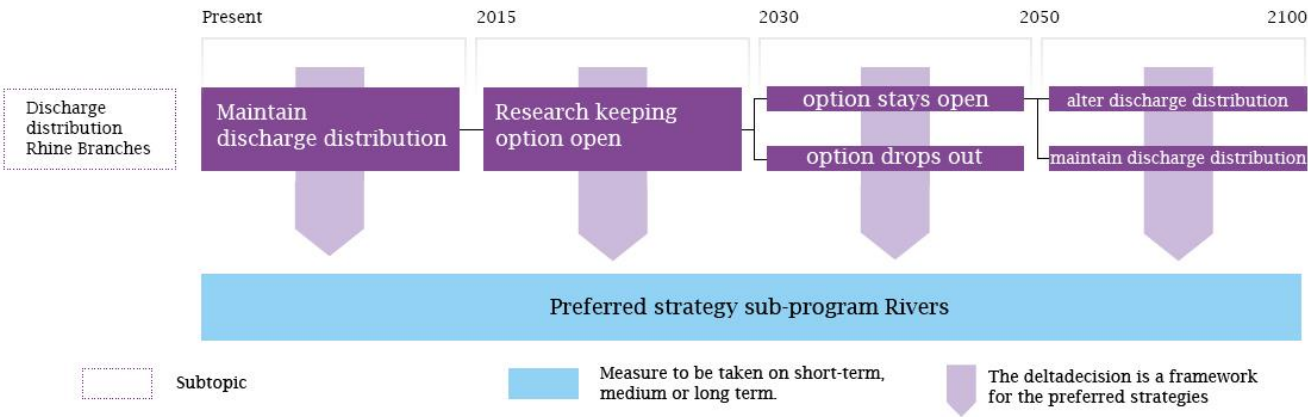 Present
2015
2030
2050
2100
Discharge
distribution
Rhine Branches
Maintain
discharge distribution
Research keeping
option open
option stays open
option drops out
alter discharge distribution
maintain discharge distribution
Preferred strategy sub-program Rivers
Subtopic
Measure to be taken on short-term,
medium or long term.
The deltadecision is a framework
for the preferred strategies